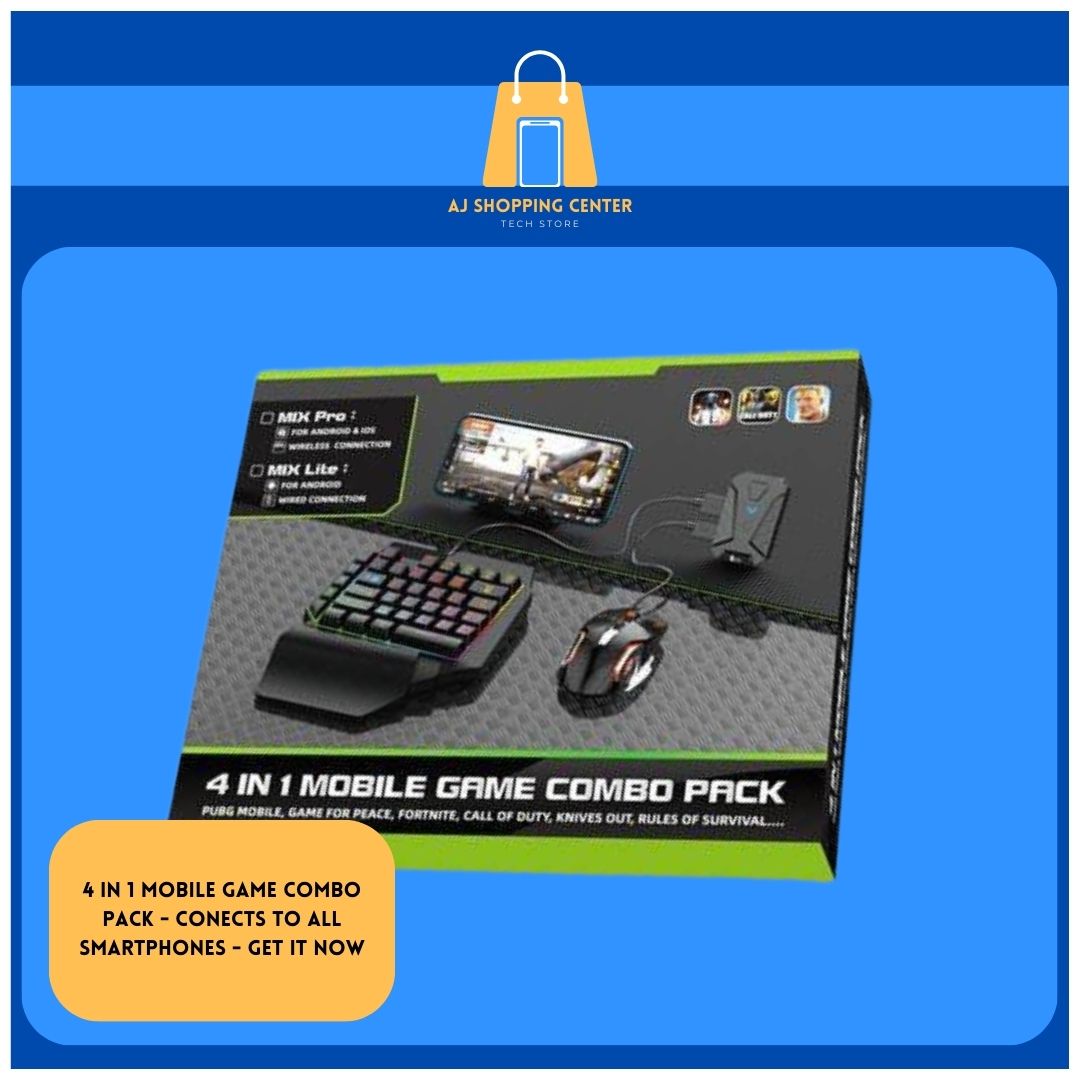 AJ SHOPPING CENTER
TECH STORE
MIX Pro :
FOR ANDROID & IOS
WIRELESS CONNECTION
MIX Lite :
FOR ANDROID
WIRED CONNECTION
CALL DUTY
4 IN 1 MOBILE GAME COMBO PACK
PUBG MOBILE, GAME FOR PEACE, FORTNITE, CALL OF DUTY, KNIVES OUT, RULES OF SURVIVAL....
4 IN 1 MOBILE GAME COMBO
PACK - CONECTS TO ALL
SMARTPHONES - GET IT NOW